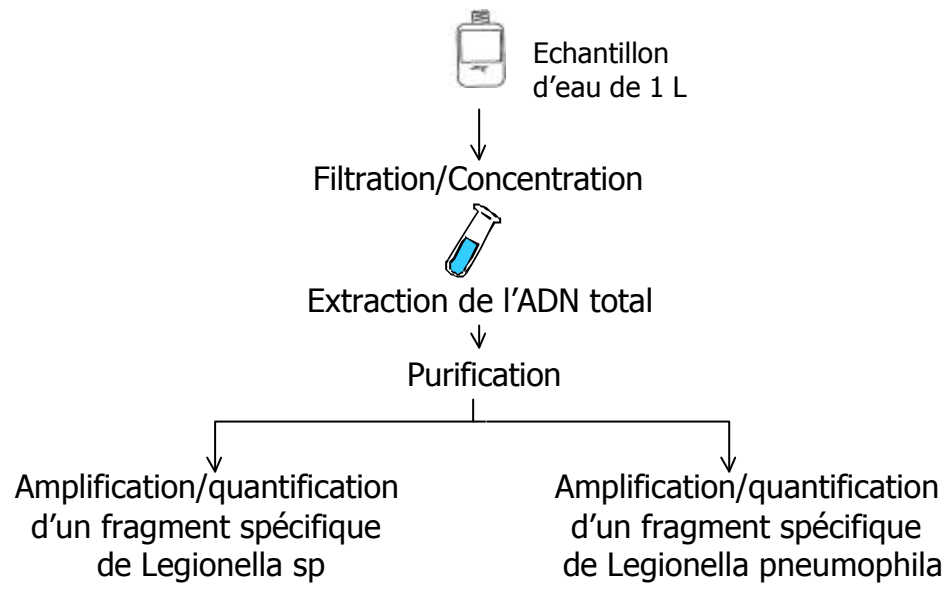 Echantillon
d'eau de 1 L
Filtration/Concentration
Extraction de l'ADN total
Purification
Amplification/quantification
d'un fragment spécifique
de Legionella sp
Amplification/quantification
d'un fragment spécifique
de Legionella pneumophila